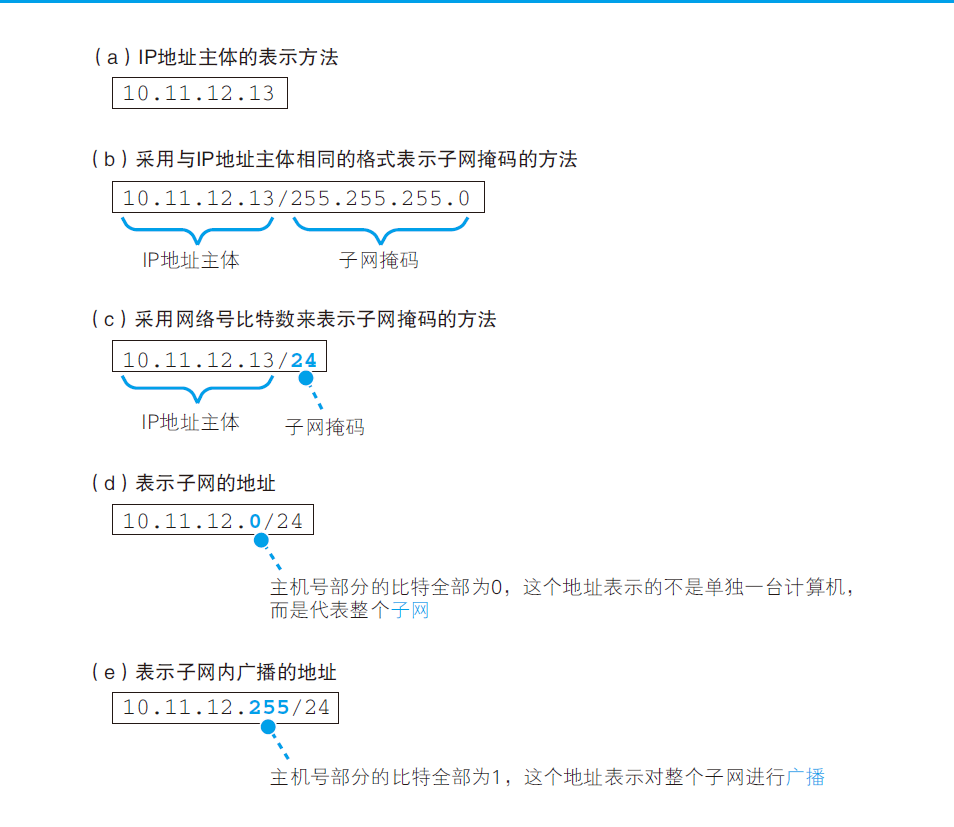 (a)IP地址主体的表示方法
10.11.12.13
(b)采用与IP地址主体相同的格式表示子网掩码的方法
10.11.12.13/255.255.255.0
IP地址主体 子网掩码
(c)采用网络号比特数来表示子网掩码的方法
10.11.12.13/24
IP地址主体 子网掩码
(d)表示子网的地址
10.11.12.0/24
主机号部分的比特全部为0，这个地址表示的不是单独一台计算机，
而是代表整个子网
(e)表示子网内广播的地址
10.11.12.255/24
主机号部分的比特全部为1，这个地址表示对整个子网进行广播